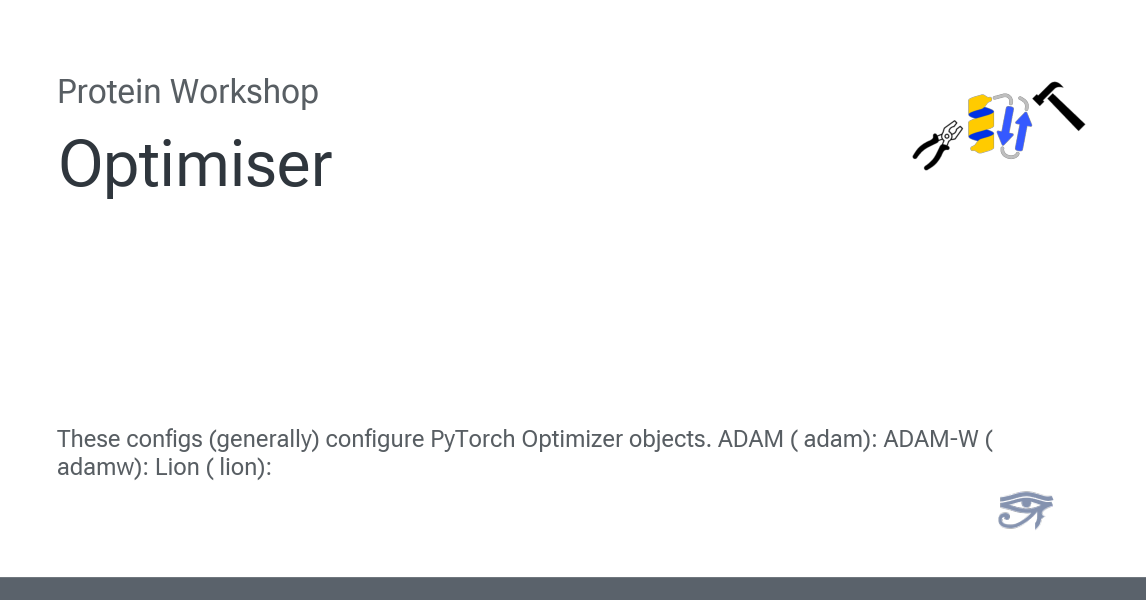 Protein Workshop
Optimiser
These configs (generally) configure PyTorch Optimizer objects. ADAM ( adam): ADAM-W (
adamw): Lion ( lion):